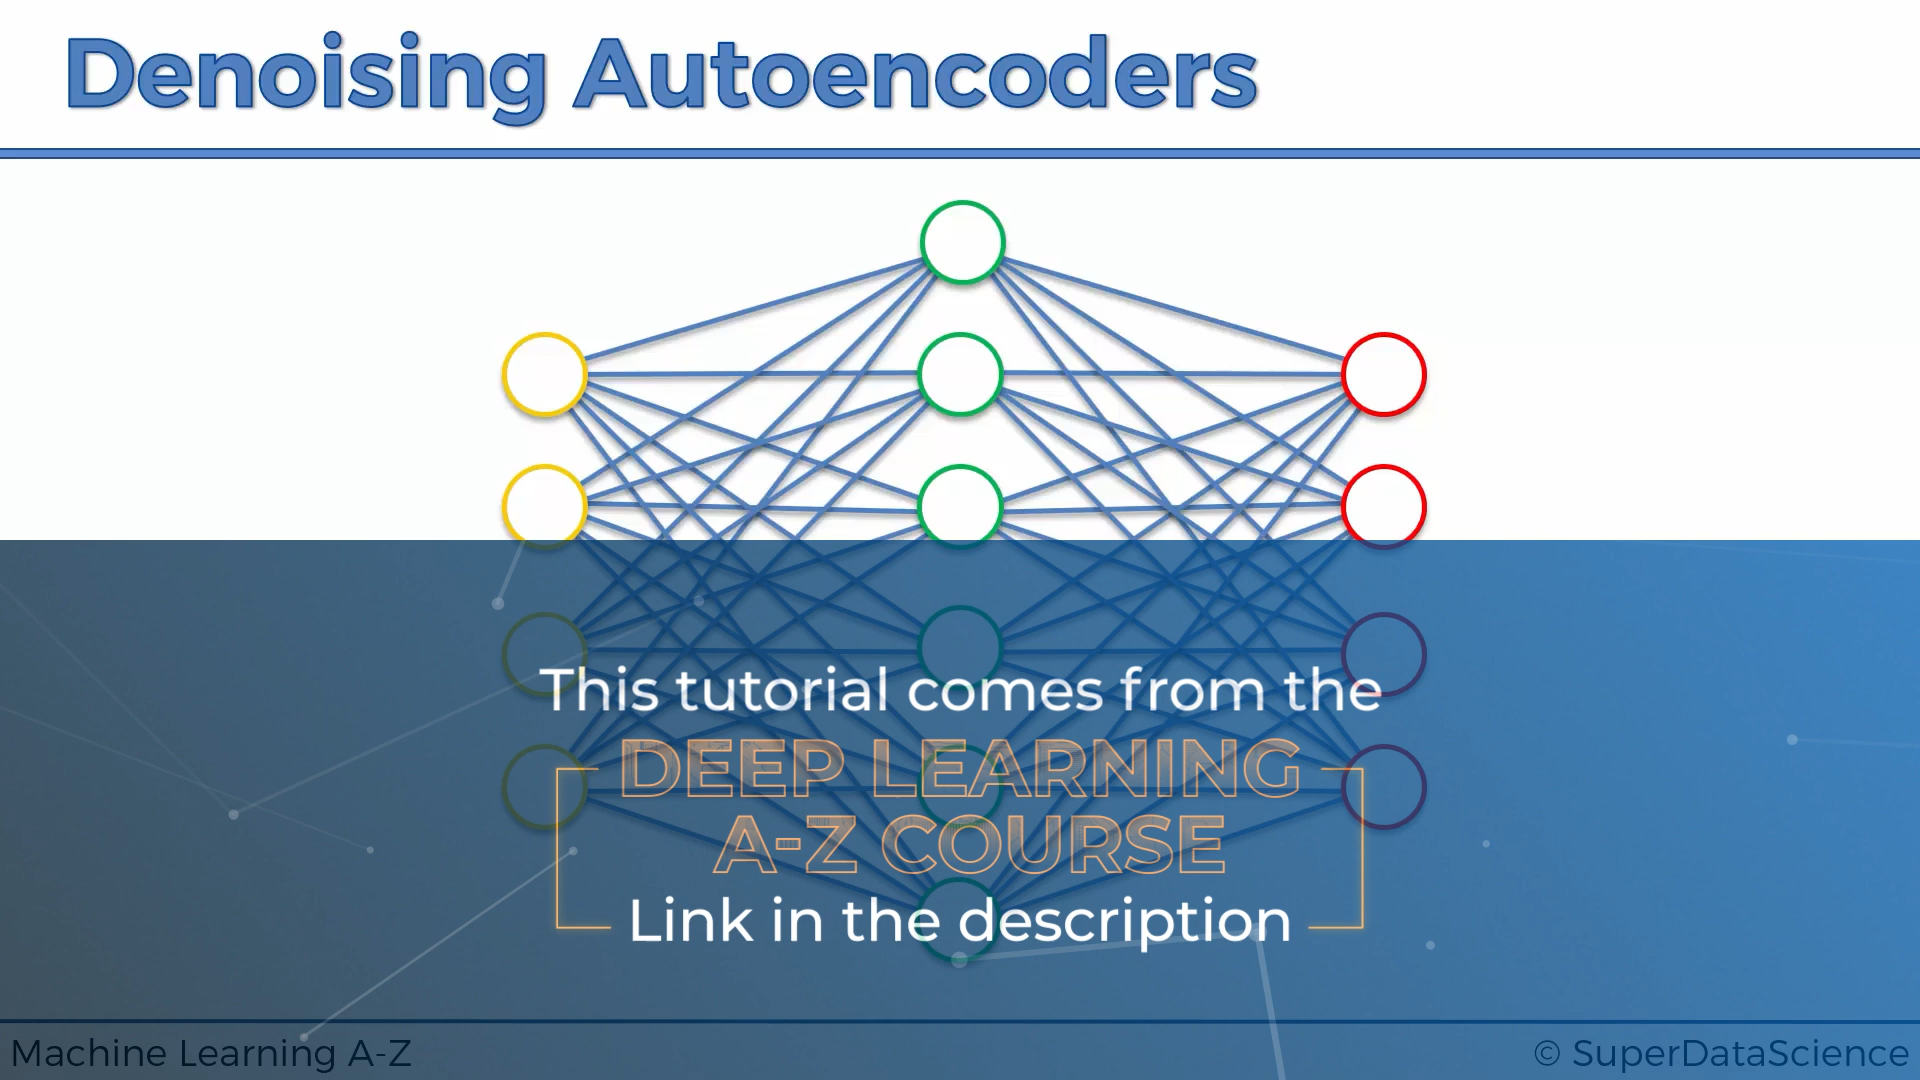 Denoising Autoencoders
This tutorial comes from the
DEEP LEARNING
A-Z COURSE
Link in the description
Machine Learning A-Z
© SuperDataScience